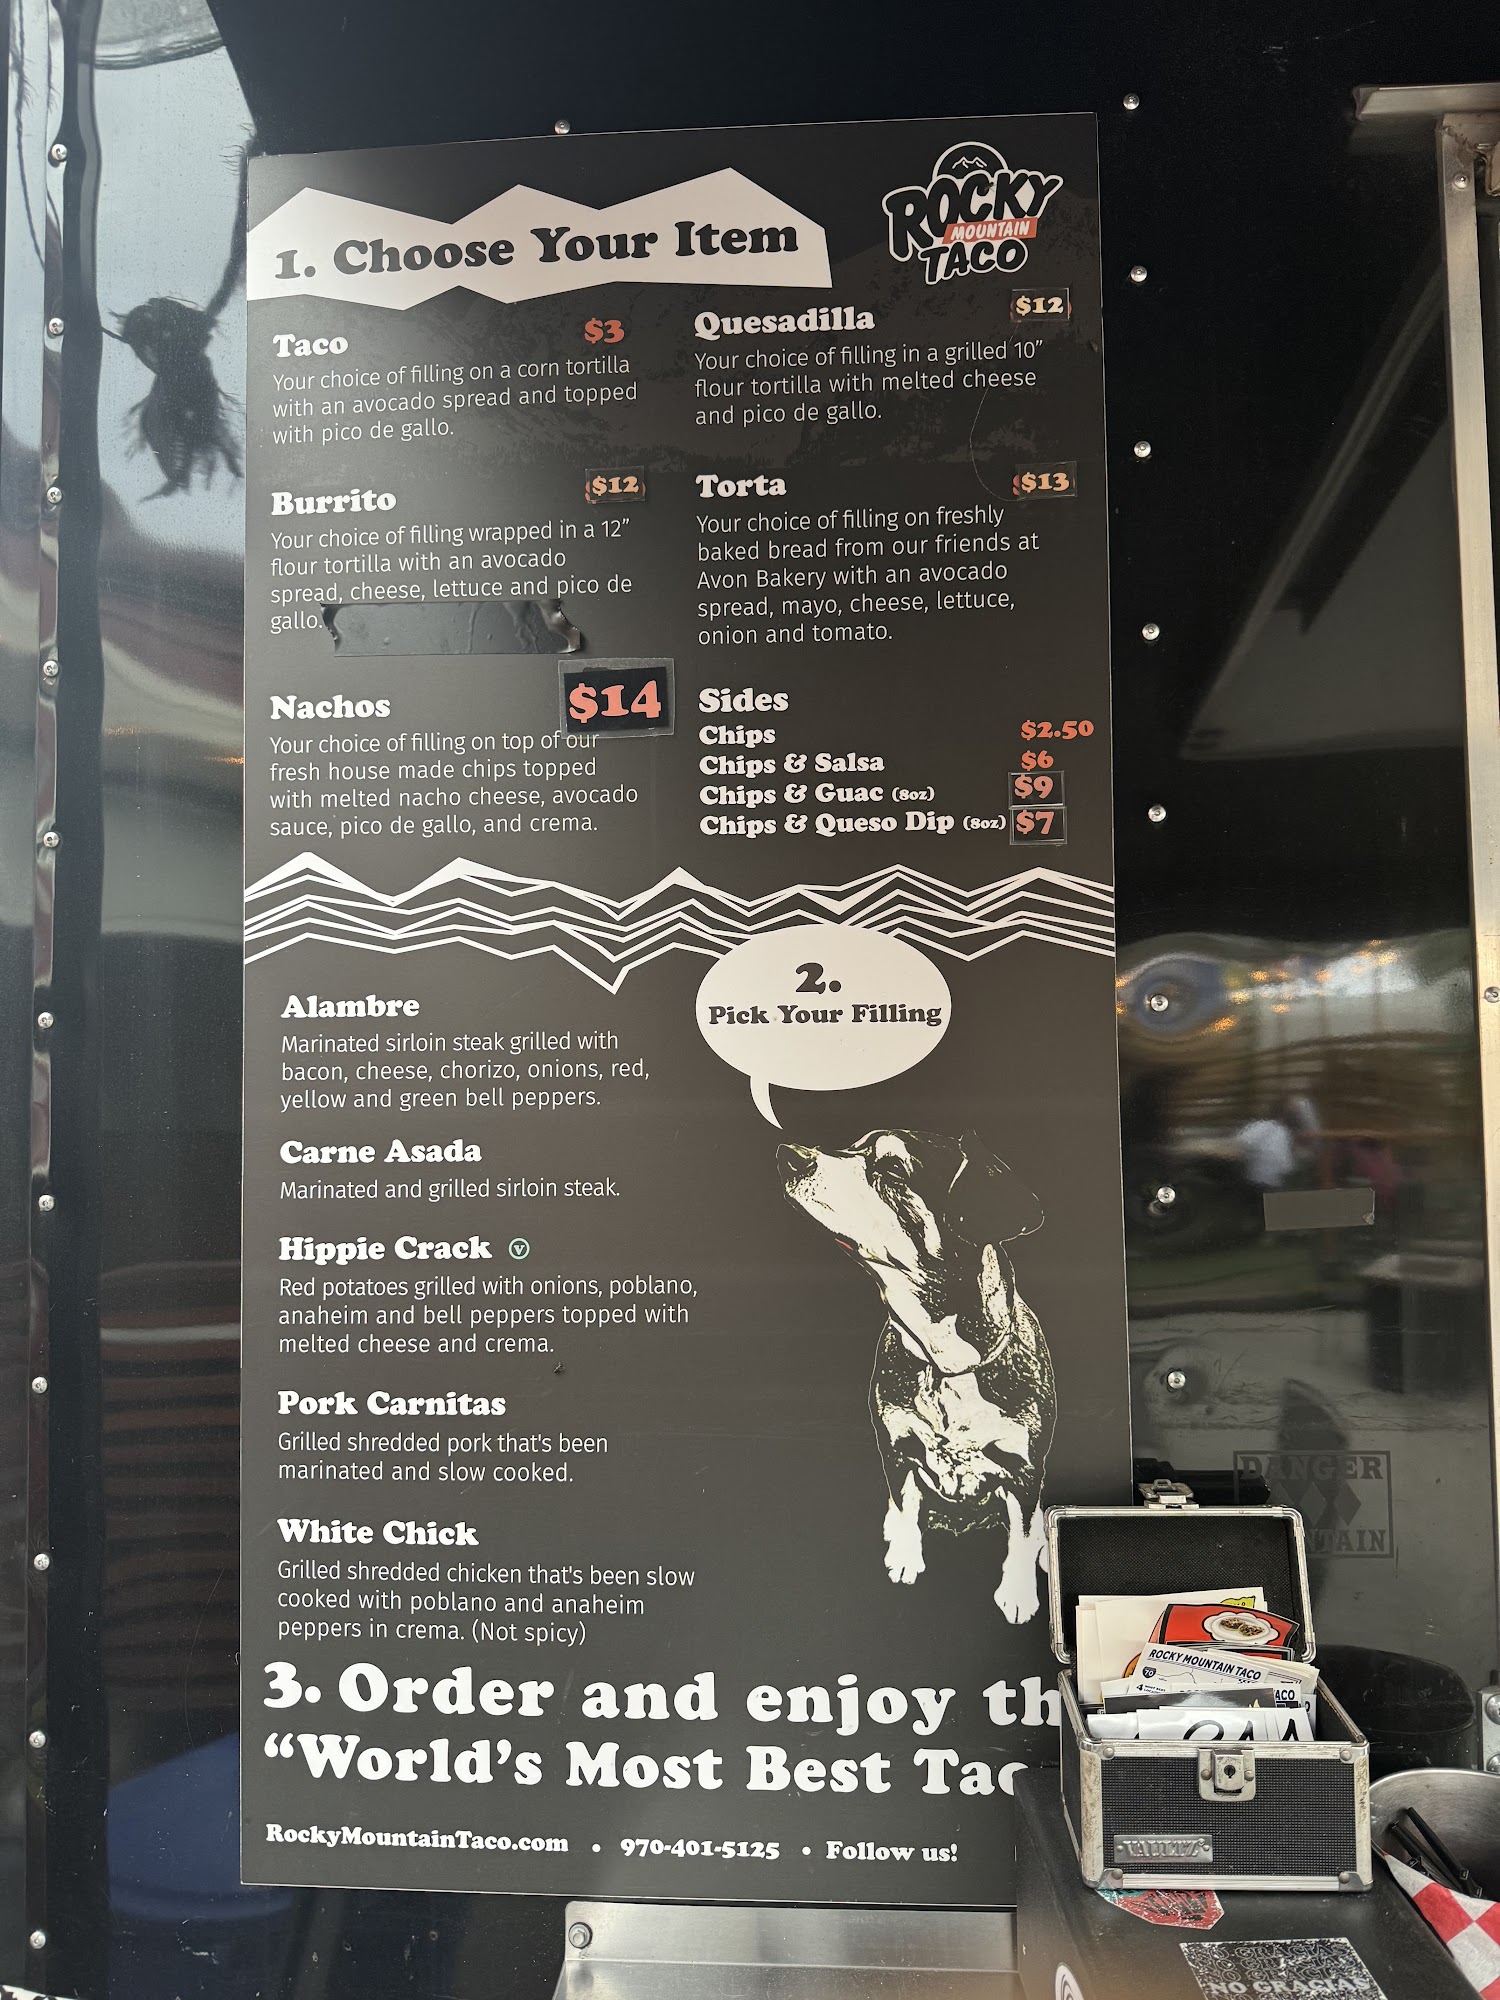 1. Choose Your Item
ROCKY
MOUNTAIN
TACO
Taco $3
Your choice of filling on a corn tortilla
with an avocado spread and topped
with pico de gallo.
Burrito $12
Your choice of filling wrapped in a 12”
flour tortilla with an avocado
spread, cheese, lettuce and pico de
gallo.
Nachos $14
Your choice of filling on top of our
fresh house made chips topped
with melted nacho cheese, avocado
sauce, pico de gallo, and crema.
Quesadilla $12
Your choice of filling in a grilled 10”
flour tortilla with melted cheese
and pico de gallo.
Torta $13
Your choice of filling on freshly
baked bread from our friends at
Avon Bakery with an avocado
spread, mayo, cheese, lettuce,
onion and tomato.
Sides
Chips $2.50
Chips & Salsa $6
Chips & Guac (8oz) $9
Chips & Queso Dip (8oz) $7
2.
Pick Your Filling
Alambre
Marinated sirloin steak grilled with
bacon, cheese, chorizo, onions, red,
yellow and green bell peppers.
Carne Asada
Marinated and grilled sirloin steak.
Hippie Crack V
Red potatoes grilled with onions, poblano,
anaheim and bell peppers topped with
melted cheese and crema.
Pork Carnitas
Grilled shredded pork that's been
marinated and slow cooked.
White Chick
Grilled shredded chicken that's been slow
cooked with poblano and anaheim
peppers in crema. (Not spicy)
3. Order and enjoy th
“World’s Most Best Tac
RockyMountainTaco.com • 970-401-5125 • Follow us!
DANGER
ROCKY MOUNTAIN TACO
70
TACO
VAULTZ
NO GRACIAS
NO GRACIAS